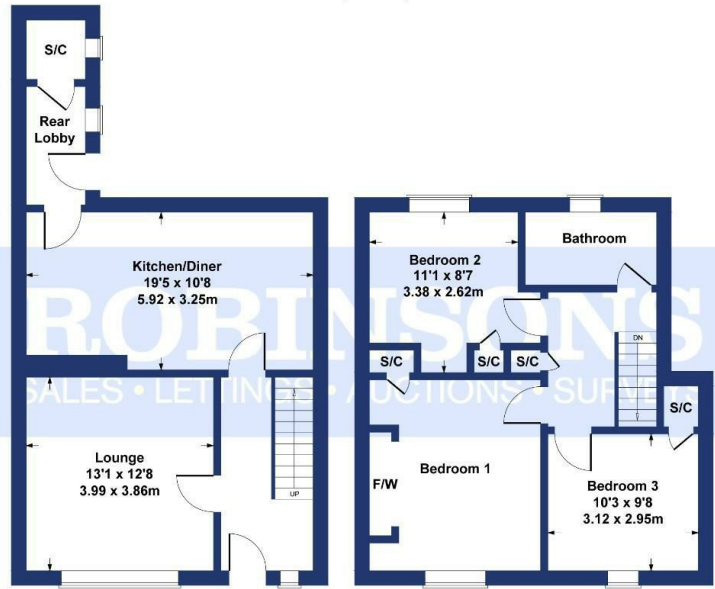 S/C
Rear
Lobby
Kitchen/Diner
19'5 x 10'8
5.92 x 3.25m
Lounge
13'1 x 12'8
3.99 x 3.86m
UP
Bedroom 2
11'1 x 8'7
3.38 x 2.62m
Bathroom
DN
S/C
S/C
S/C
S/C
F/W
Bedroom 1
Bedroom 3
10'3 x 9'8
3.12 x 2.95m
ROBINSONS
SALES • LETTINGS • AUCTIONS • SURVEYS